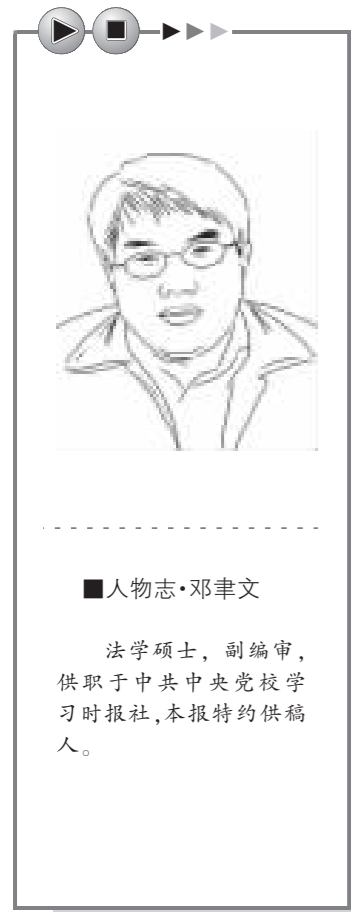 ■人物志·邓聿文
法学硕士，副编审，
供职于中共中央党校学
习时报社，本报特约供稿
人。